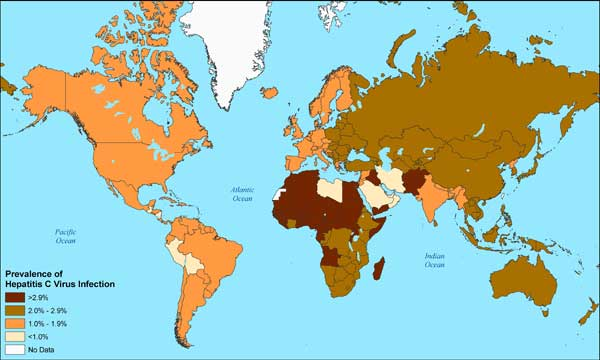 Atlantic
Ocean
Pacific
Ocean
Indian
Ocean
Prevalence of
Hepatitis C Virus Infection
>2.9%
2.0% - 2.9%
1.0% - 1.9%
<1.0%
No Data